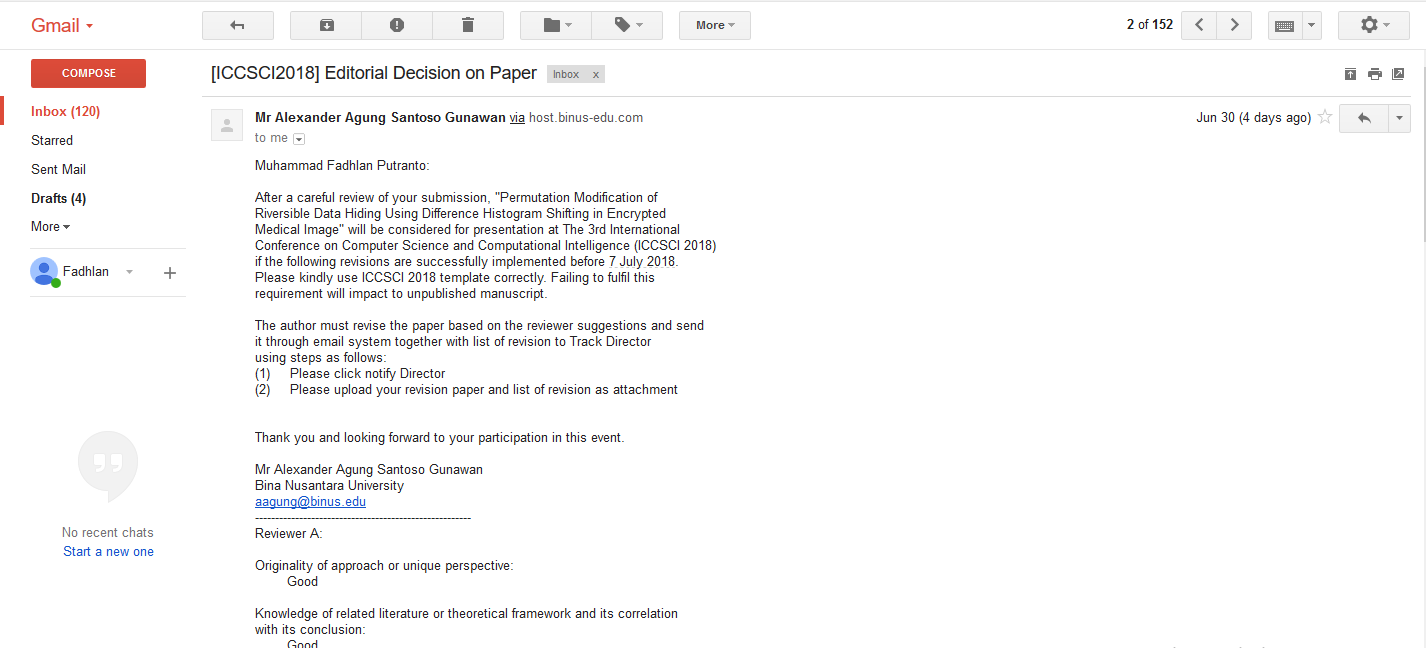 Gmail
More
2 of 152
COMPOSE
[ICCSCI2018] Editorial Decision on Paper
Inbox x
Inbox (120)
Starred
Sent Mail
Drafts (4)
More
Fadhlan
No recent chats
Start a new one
Mr Alexander Agung Santoso Gunawan via host.binus-edu.com
Jun 30 (4 days ago)
to me
Muhammad Fadhlan Putranto:
After a careful review of your submission, "Permutation Modification of
Riversible Data Hiding Using Difference Histogram Shifting in Encrypted
Medical Image" will be considered for presentation at The 3rd International
Conference on Computer Science and Computational Intelligence (ICCSCI 2018)
if the following revisions are successfully implemented before 7 July 2018.
Please kindly use ICCSCI 2018 template correctly. Failing to fulfil this
requirement will impact to unpublished manuscript.
The author must revise the paper based on the reviewer suggestions and send
it through email system together with list of revision to Track Director
using steps as follows:
(1) Please click notify Director
(2) Please upload your revision paper and list of revision as attachment
Thank you and looking forward to your participation in this event.
Mr Alexander Agung Santoso Gunawan
Bina Nusantara University
aagung@binus.edu
------------------------------------------------------
Reviewer A:
Originality of approach or unique perspective:
Good
Knowledge of related literature or theoretical framework and its correlation
with its conclusion:
Good